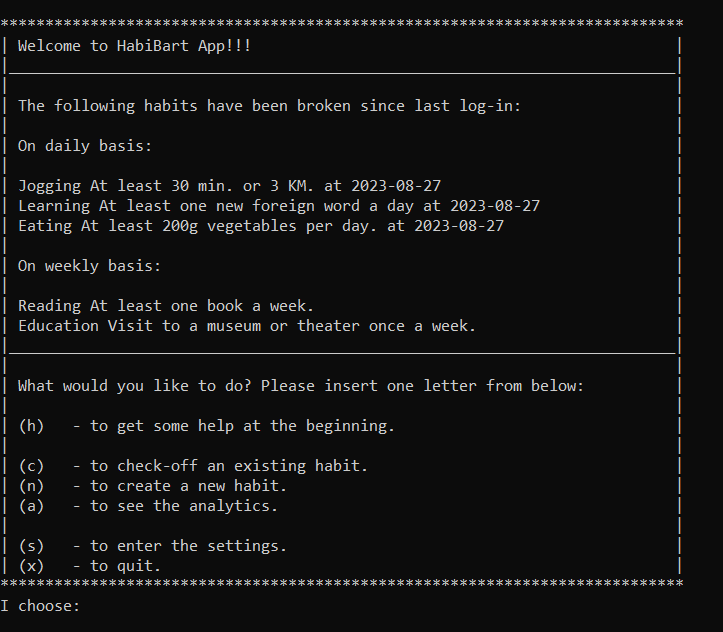 ****************************************************************************
| Welcome to HabiBart App!!! |
|__________________________________________________________________________|
| The following habits have been broken since last log-in: |
| On daily basis: |
| Jogging At least 30 min. or 3 KM. at 2023-08-27 |
| Learning At least one new foreign word a day at 2023-08-27 |
| Eating At least 200g vegetables per day. at 2023-08-27 |
| On weekly basis: |
| Reading At least one book a week. |
| Education Visit to a museum or theater once a week. |
|__________________________________________________________________________|
| What would you like to do? Please insert one letter from below: |
| (h) - to get some help at the beginning. |
| (c) - to check-off an existing habit. |
| (n) - to create a new habit. |
| (a) - to see the analytics. |
| (s) - to enter the settings. |
| (x) - to quit. |
****************************************************************************
I choose: